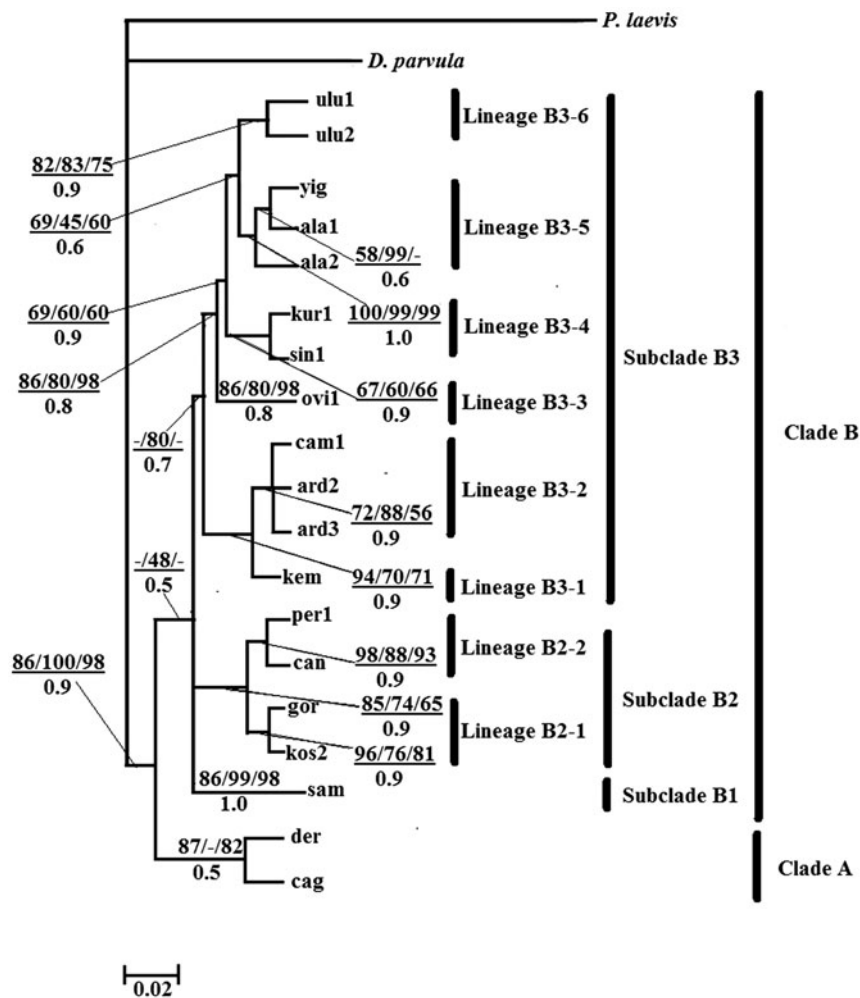 P. laevis
D. parvula
ulu1
Lineage B3-6
ulu2
82/83/75
0.9
yig
69/45/60
0.6
ala1
Lineage B3-5
58/99/-
0.6
ala2
69/60/60
0.9
kur1
100/99/99
1.0
Lineage B3-4
sin1
Subclade B3
86/80/98
0.8
86/80/98
0.8
ovi1
67/60/66
0.9
Lineage B3-3
Clade B
-/80/-
0.7
cam1
ard2
Lineage B3-2
72/88/56
0.9
ard3
-/48/-
0.5
kem
94/70/71
0.9
Lineage B3-1
per1
Lineage B2-2
86/100/98
0.9
can
98/88/93
0.9
gor
85/74/65
0.9
Subclade B2
Lineage B2-1
kos2
96/76/81
0.9
86/99/98
1.0
sam
Subclade B1
der
87/-/82
0.5
Clade A
cag
0.02